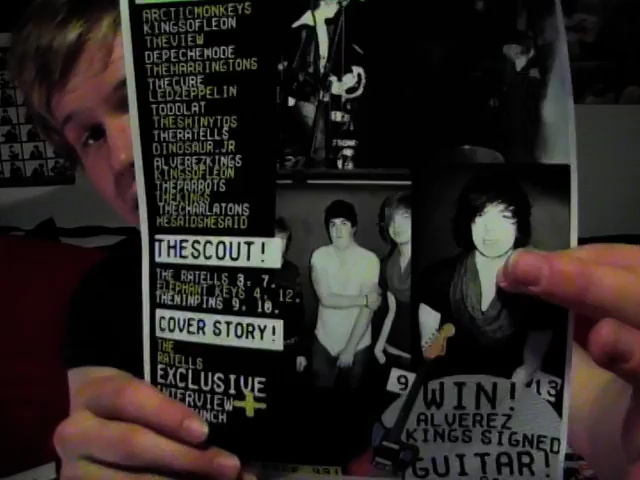 ARCTICMONKEYS
KINGSOFLEON
THEVIEW
DEPECHEMODE
THEHARRINGTONS
THECURE
LEDZEPPELIN
TODDLAT
THESHINYTOS
THERATELLS
DINOSAUR.JR
ALVEREZKINGS
KINGSOFLEON
THEPARROTS
THEKINGS
THECHARLATONS
HESAIDSHESAID
THESCOUT!
THE RATELLS 3. 7.
ELEPHANT KEYS 4. 12.
THENINPINS 9. 10.
COVER STORY!
THE
RATELLS
EXCLUSIVE
INTERVIEW+
9
13
WIN!
ALVEREZ
KINGS SIGNED
GUITAR!